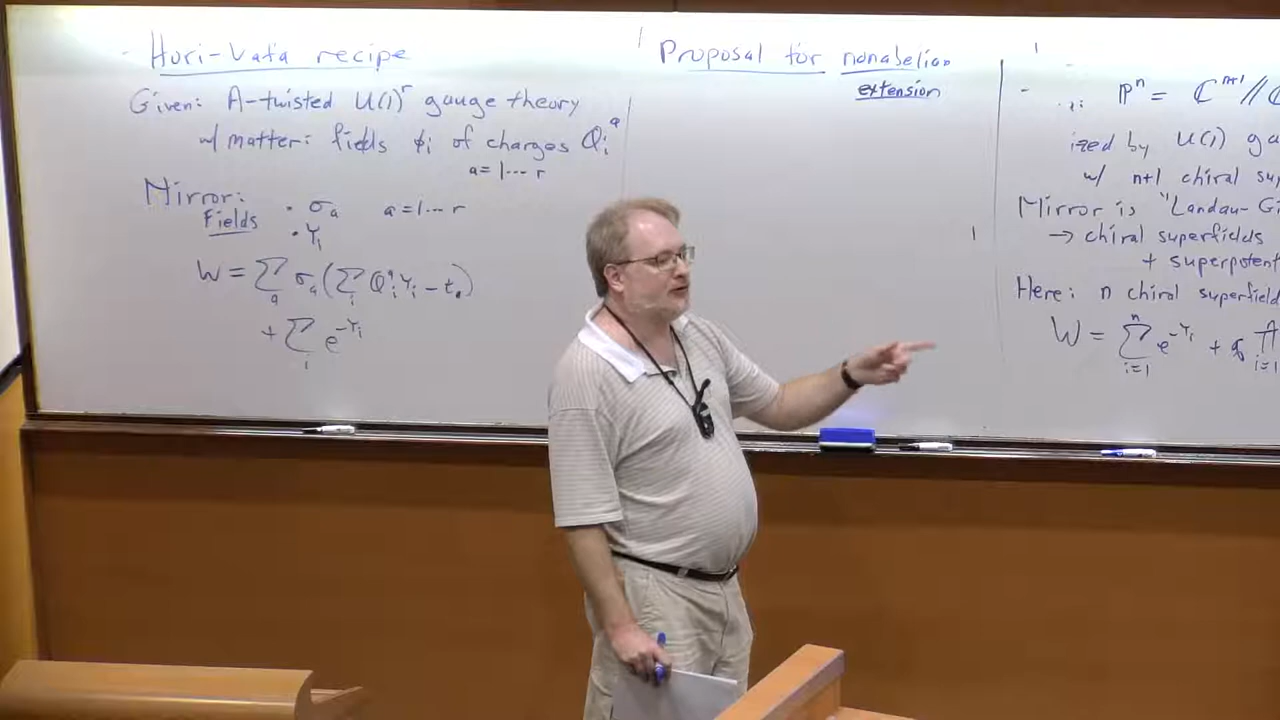 Hori-Vafa recipe
Given: A-twisted U(1)^r gauge theory
w/ matter: fields φ_i of charges Q_i^a
a=1--- r
Mirror:
Fields · σ_a a=1--- r
· Y_i
W = Σ_a σ_a(Σ_i Q_i^a Y_i - t_a)
+ Σ_i e^{-Y_i}
Proposal for nonabelian
extension
P^n = C^{n+1}//C
ized by U(1) ga
w/ n+1 chiral su
Mirror is "Landau-Gi
→ chiral superfields
+ superpotent
Here: n chiral superfield
W = Σ_{i=1}^n e^{-Y_i} + q Π_{i=1}